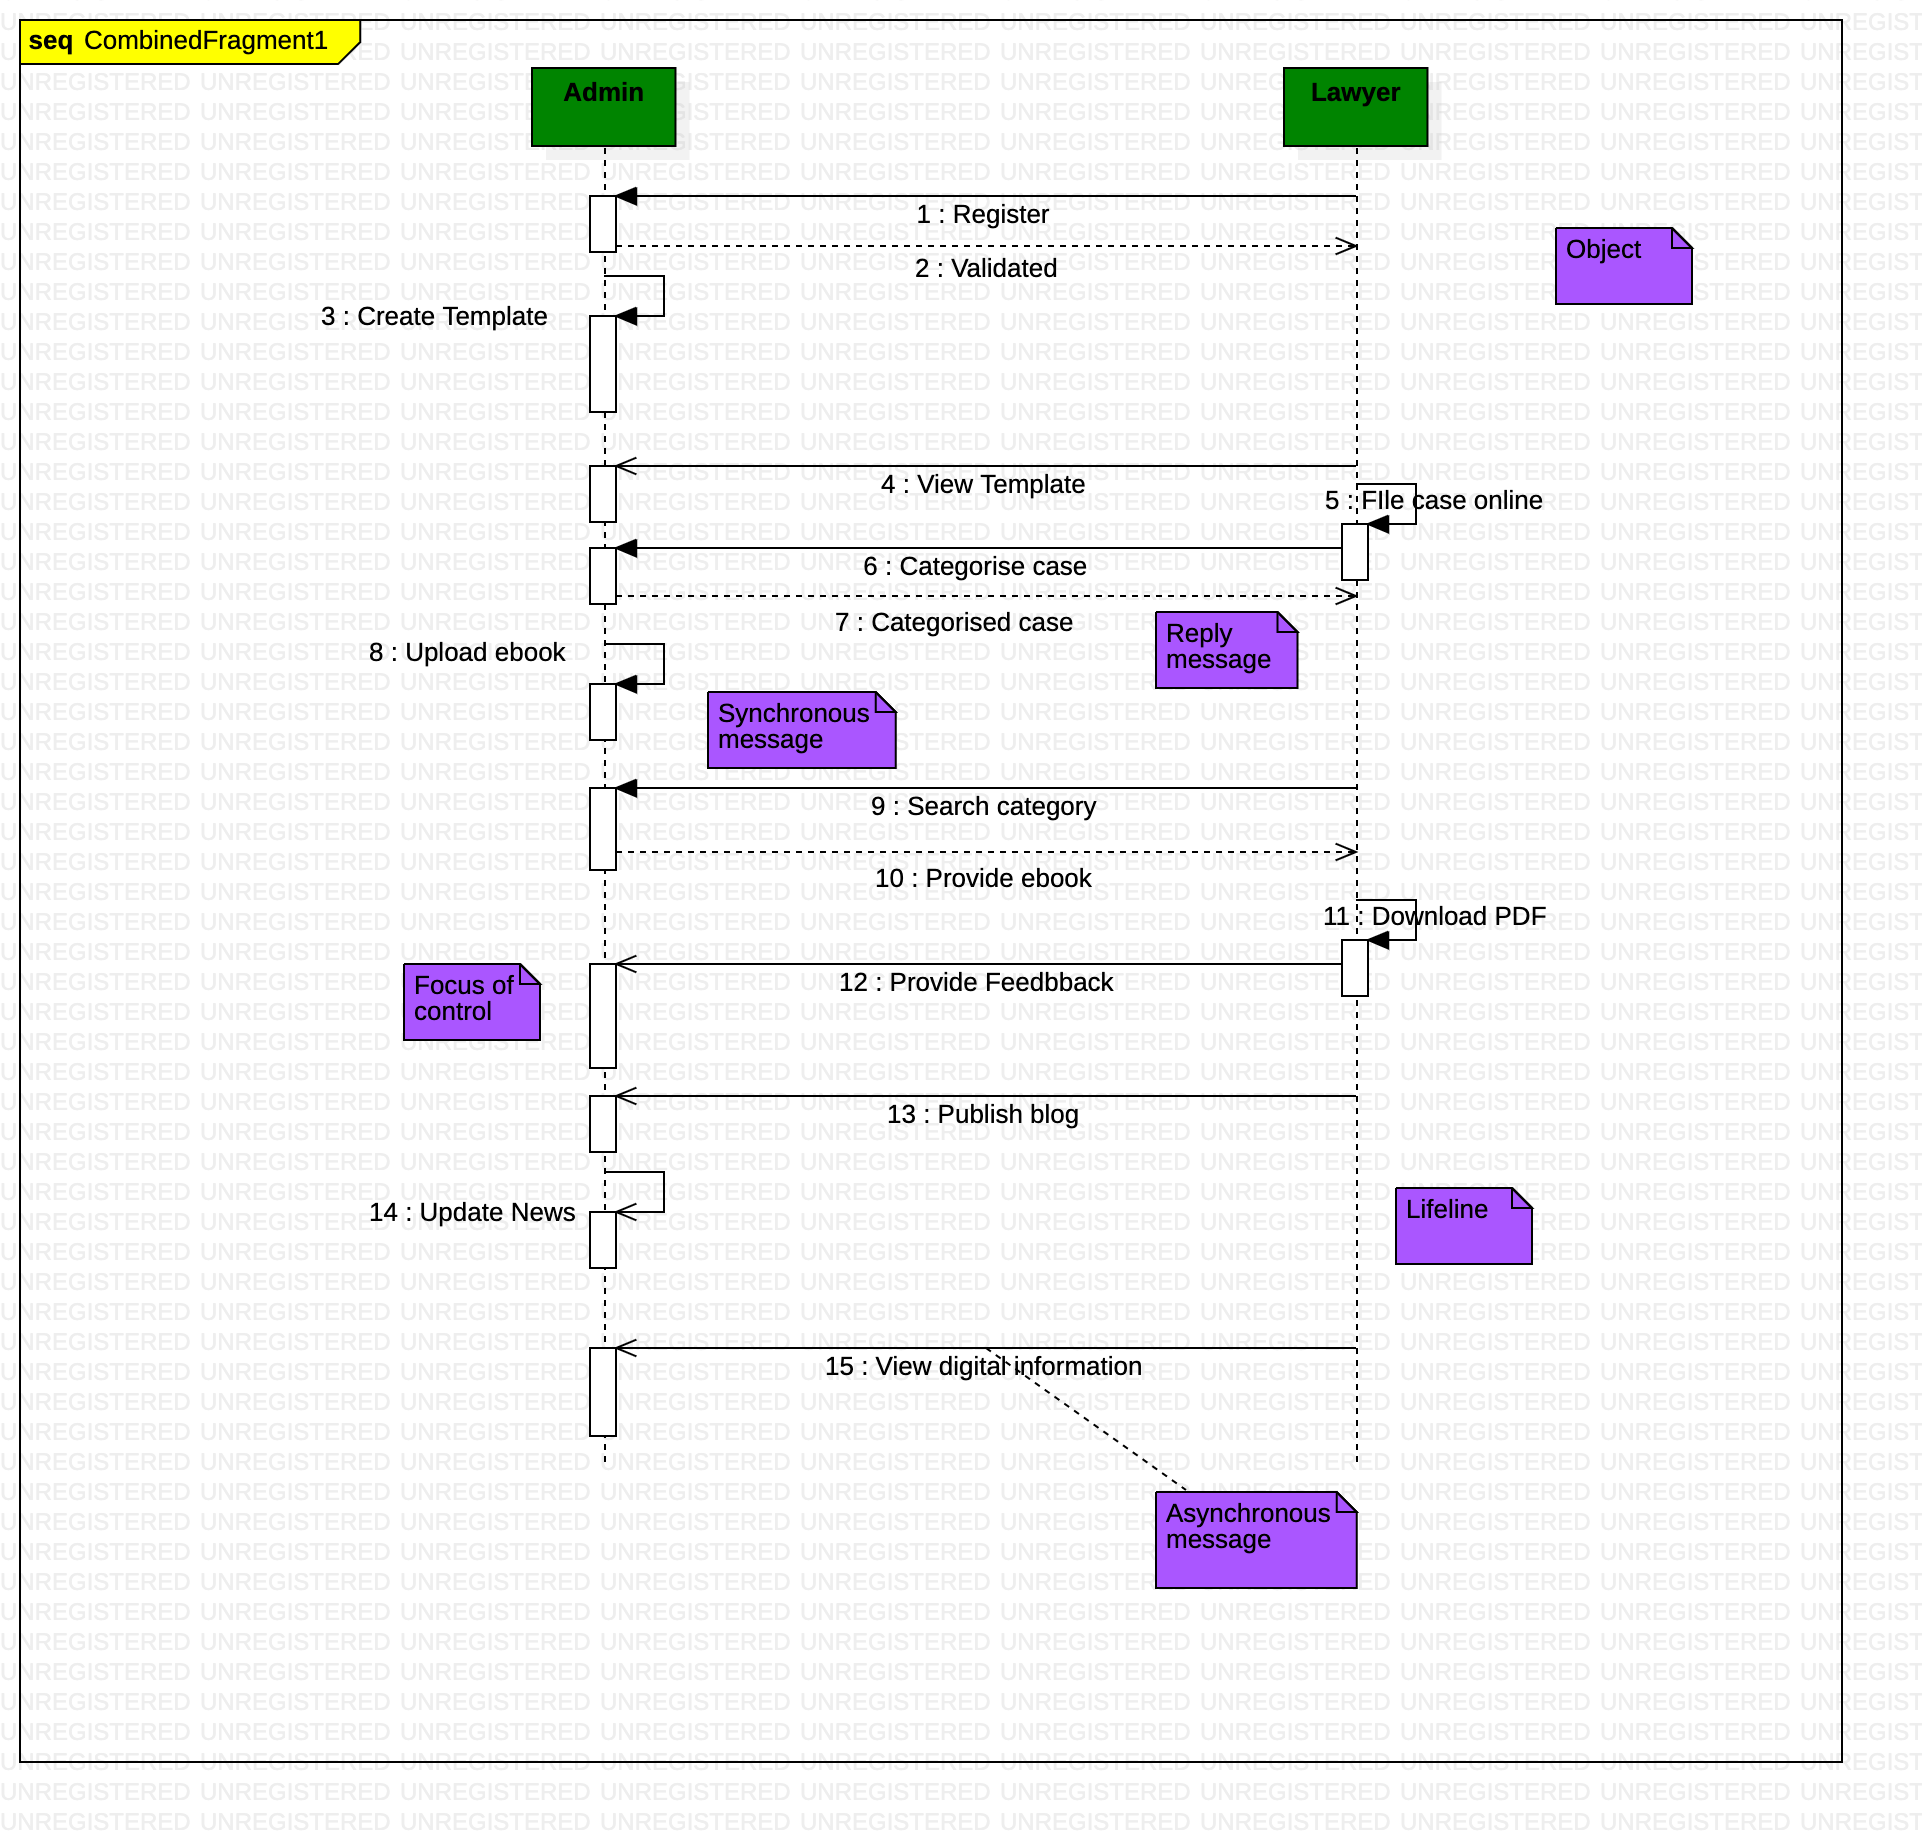 seq CombinedFragment1
Admin
Lawyer
1 : Register
Object
2 : Validated
3 : Create Template
4 : View Template
5 : FIle case online
6 : Categorise case
7 : Categorised case
Reply
message
8 : Upload ebook
Synchronous
message
9 : Search category
10 : Provide ebook
11 : Download PDF
12 : Provide Feedbback
Focus of
control
13 : Publish blog
14 : Update News
Lifeline
15 : View digital information
Asynchronous
message
UNREGISTERED